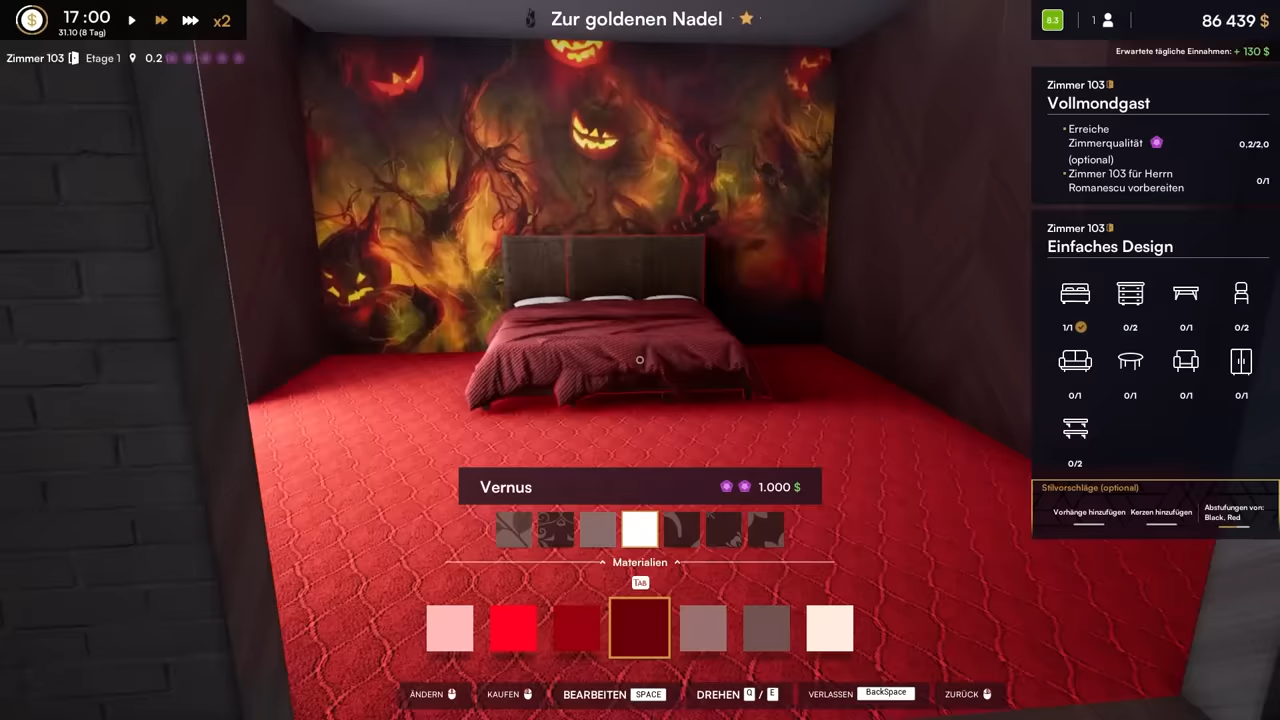 17:00
31.10 (8 Tag)
x2
Zur goldenen Nadel
8.3
1
86 439 $
Erwartete tägliche Einnahmen: + 130 $
Zimmer 103
Etage 1
0.2
Zimmer 103
Vollmondgast
Erreiche
Zimmerqualität
(optional)
0,2/2,0
Zimmer 103 für Herrn
Romanescu vorbereiten
0/1
Zimmer 103
Einfaches Design
1/1
0/2
0/1
0/2
0/1
0/1
0/1
0/1
0/2
Stilvorschläge (optional)
Vorhänge hinzufügen
Kerzen hinzufügen
Abstufungen von:
Black, Red
Vernus
1.000 $
Materialien
TAB
ÄNDERN
KAUFEN
BEARBEITEN SPACE
DREHEN Q / E
VERLASSEN BackSpace
ZURÜCK